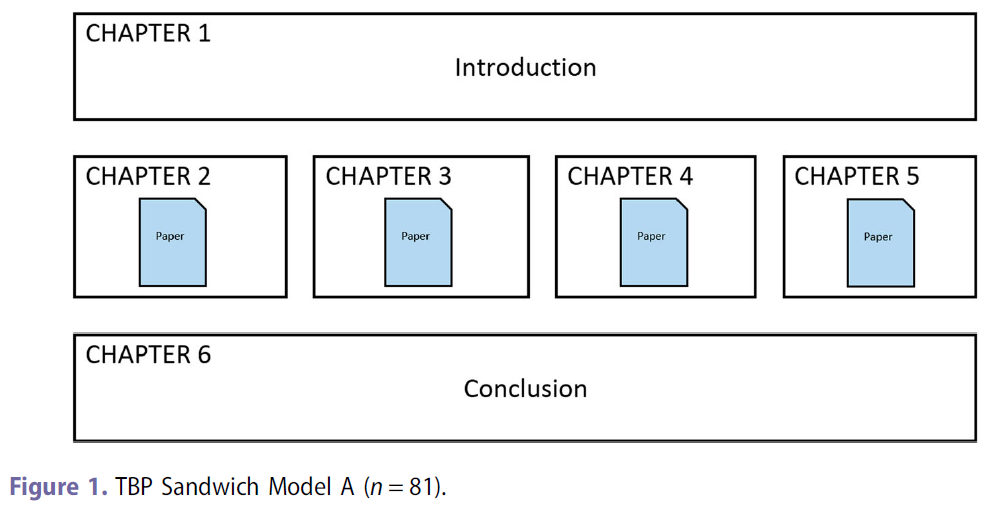 CHAPTER 1
Introduction
CHAPTER 2 CHAPTER 3 CHAPTER 4 CHAPTER 5
Paper Paper Paper Paper
CHAPTER 6
Conclusion
Figure 1. TBP Sandwich Model A (n = 81).